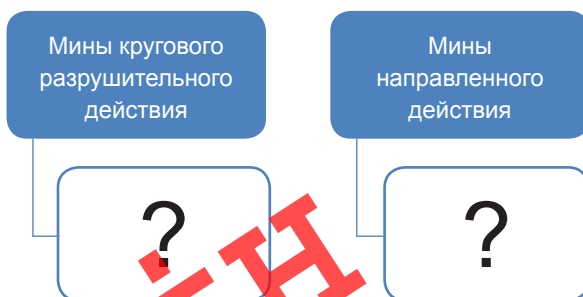 Мины кругового
разрушительного
действия
Мины
направленного
действия
?
?